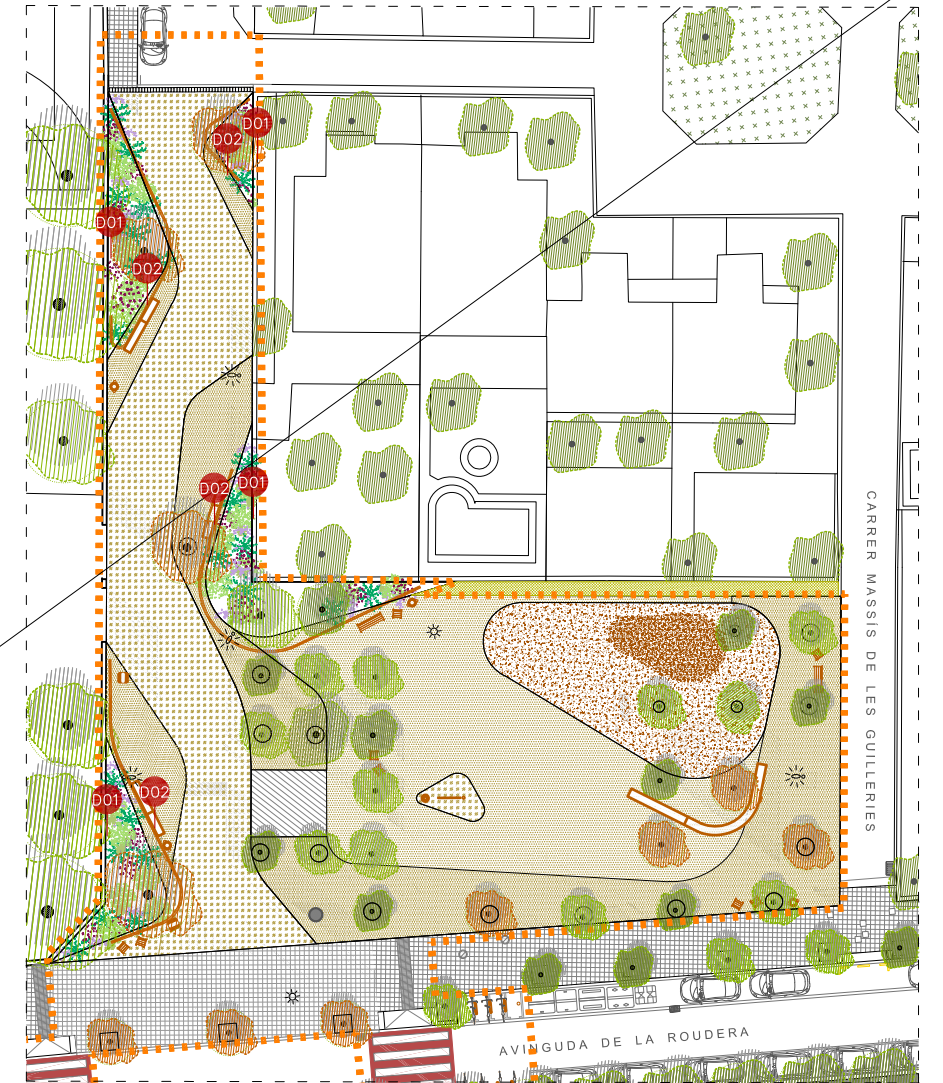 D01
D02
D01
D02
D02
D01
CARRER MASSÍS DE LES GUILLERIES
D01
D02
AVINGUDA DE LA ROUDERA